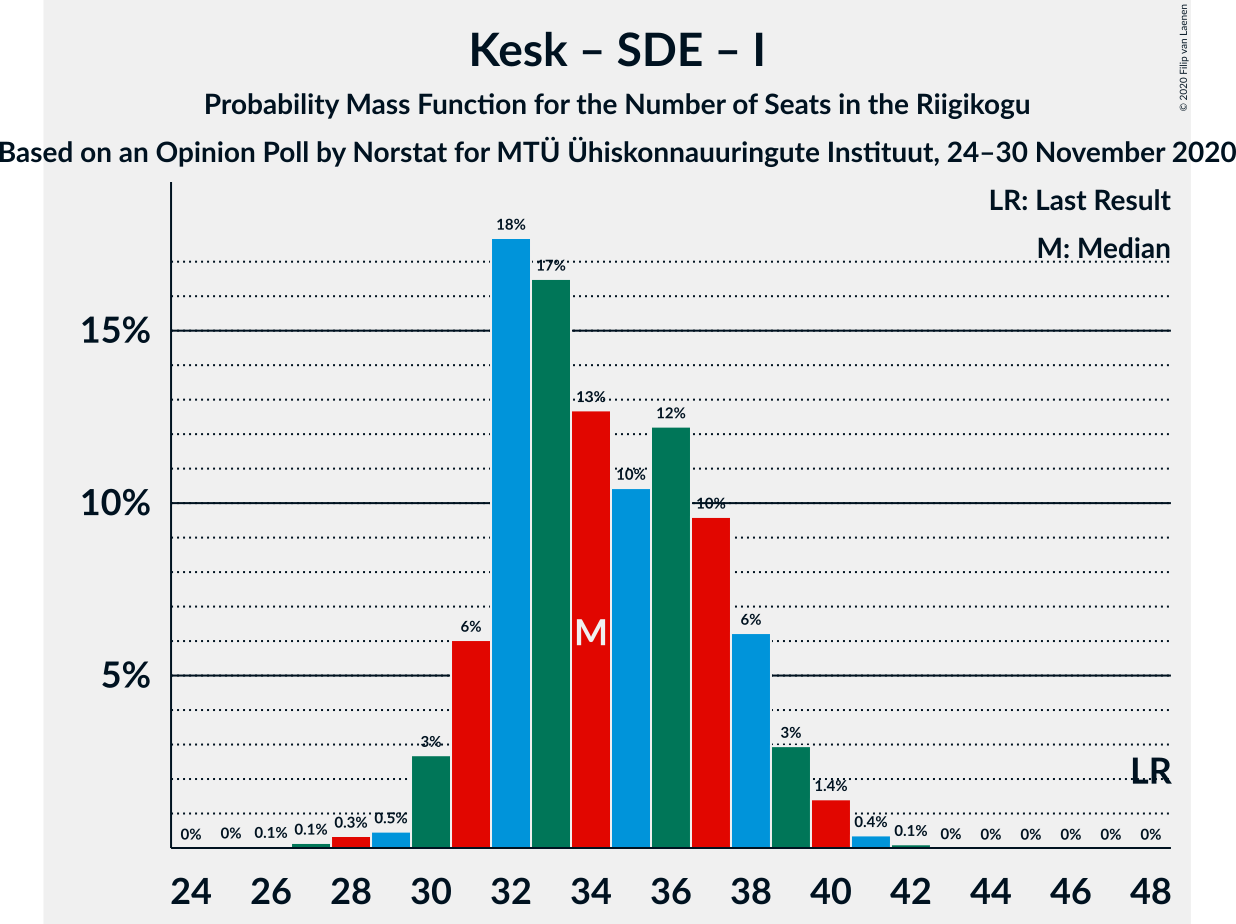 Kesk – SDE – I
Probability Mass Function for the Number of Seats in the Riigikogu
Based on an Opinion Poll by Norstat for MTÜ Ühiskonnauuringute Instituut, 24–30 November 2020
© 2020 Filip van Laenen
LR: Last Result
M: Median
15%
10%
5%
0% 0% 0.1% 0.1% 0.3% 0.5% 3% 6% 18% 17% 13% 10% 12% 10% 6% 3% 1.4% 0.4% 0.1% 0% 0% 0% 0% 0% 0%
M
LR
24 26 28 30 32 34 36 38 40 42 44 46 48